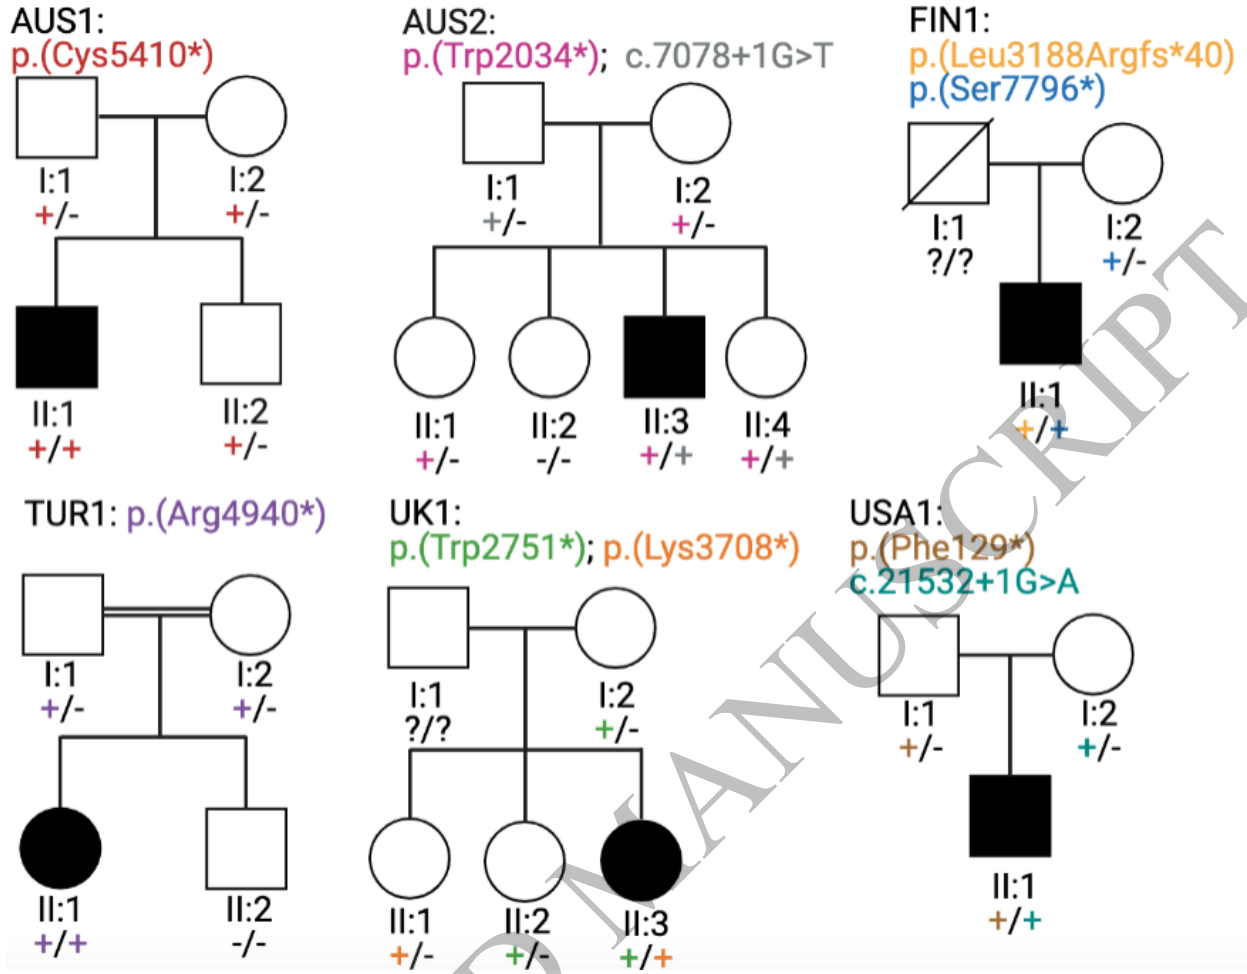 AUS1:
p.(Cys5410*)
I:1
+/-
I:2
+/-
II:1
+/+
II:2
+/-
AUS2:
p.(Trp2034*); c.7078+1G>T
I:1
+/-
I:2
+/-
II:1
+/-
II:2
-/-
II:3
+/+
II:4
+/+
FIN1:
p.(Leu3188Argfs*40)
p.(Ser7796*)
I:1
?/?
I:2
+/-
II:1
+/+
TUR1: p.(Arg4940*)
I:1
+/-
I:2
+/-
II:1
+/+
II:2
-/-
UK1:
p.(Trp2751*); p.(Lys3708*)
I:1
?/?
I:2
+/-
II:1
+/-
II:2
+/-
II:3
+/+
USA1:
p.(Phe129*)
c.21532+1G>A
I:1
+/-
I:2
+/-
II:1
+/+
D MANUSCRIPT